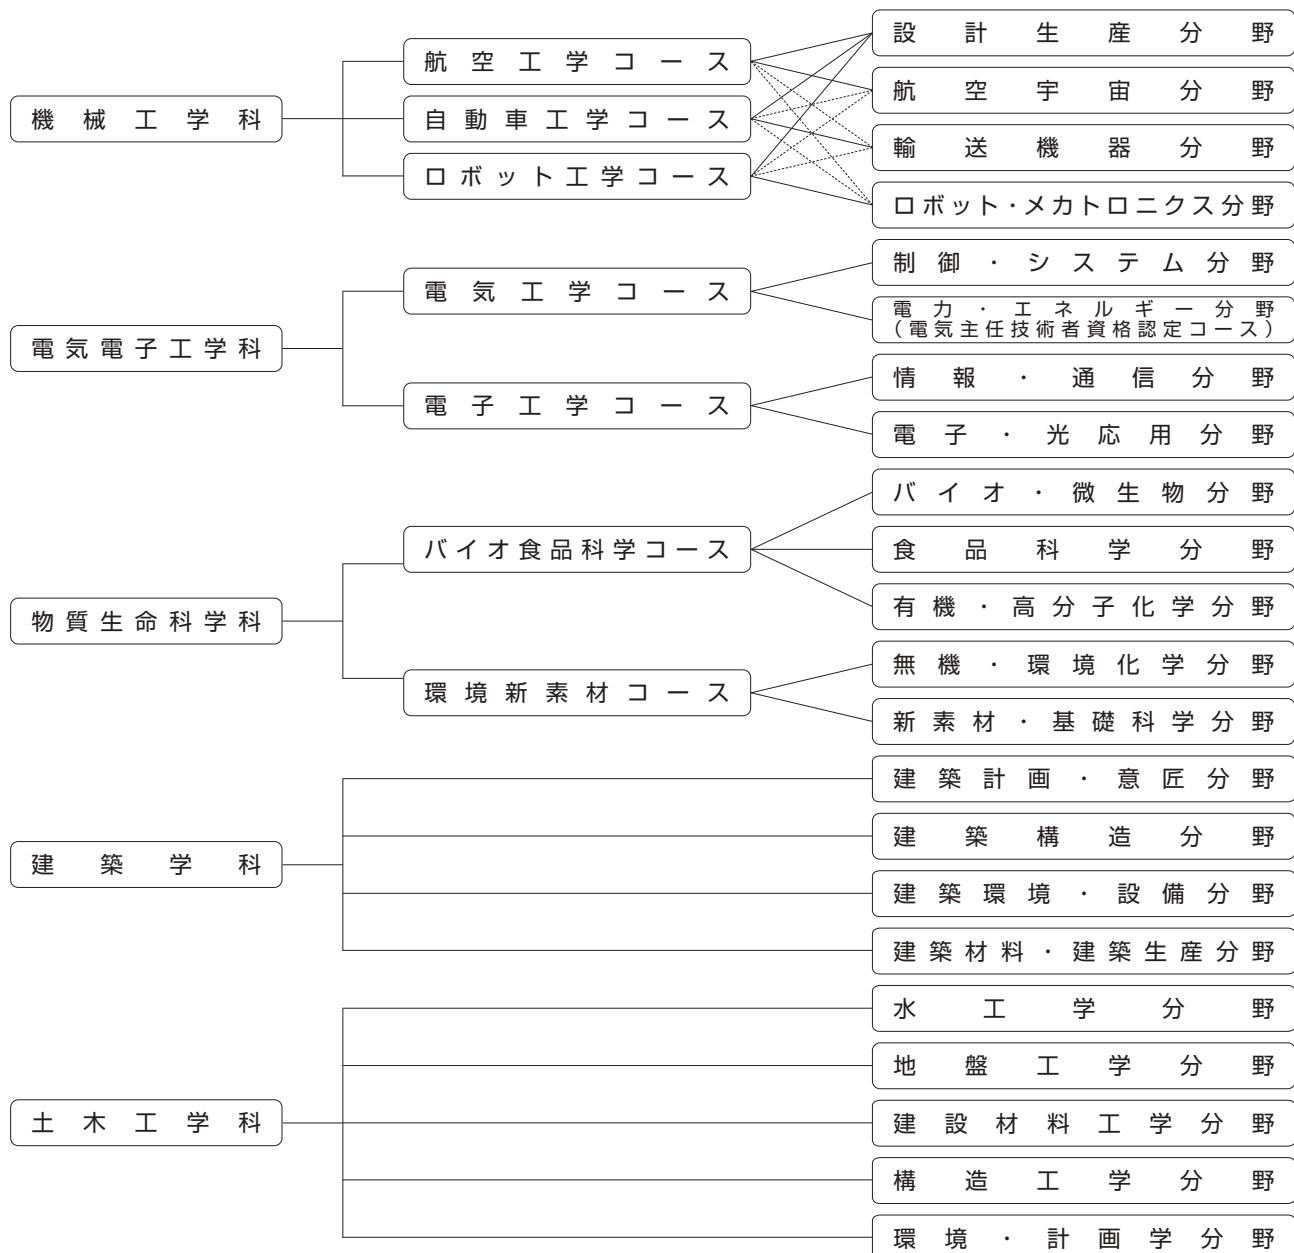 機械工学科
航空工学コース
自動車工学コース
ロボット工学コース
設計生産分野
航空宇宙分野
輸送機器分野
ロボット・メカトロニクス分野
電気電子工学科
電気工学コース
制御・システム分野
電力・エネルギー分野
（電気主任技術者資格認定コース）
電子工学コース
情報・通信分野
電子・光応用分野
物質生命科学科
バイオ食品科学コース
バイオ・微生物分野
食品科学分野
有機・高分子化学分野
環境新素材コース
無機・環境化学分野
新素材・基礎科学分野
建築学科
建築計画・意匠分野
建築構造分野
建築環境・設備分野
建築材料・建築生産分野
土木工学科
水工学分野
地盤工学分野
建設材料工学分野
構造工学分野
環境・計画学分野